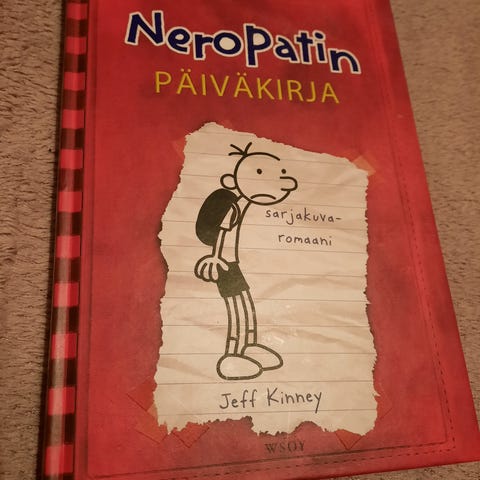 NeroPatin
PÄIVÄKIRJA
sarjakuva-
romaani
Jeff Kinney
WSOY